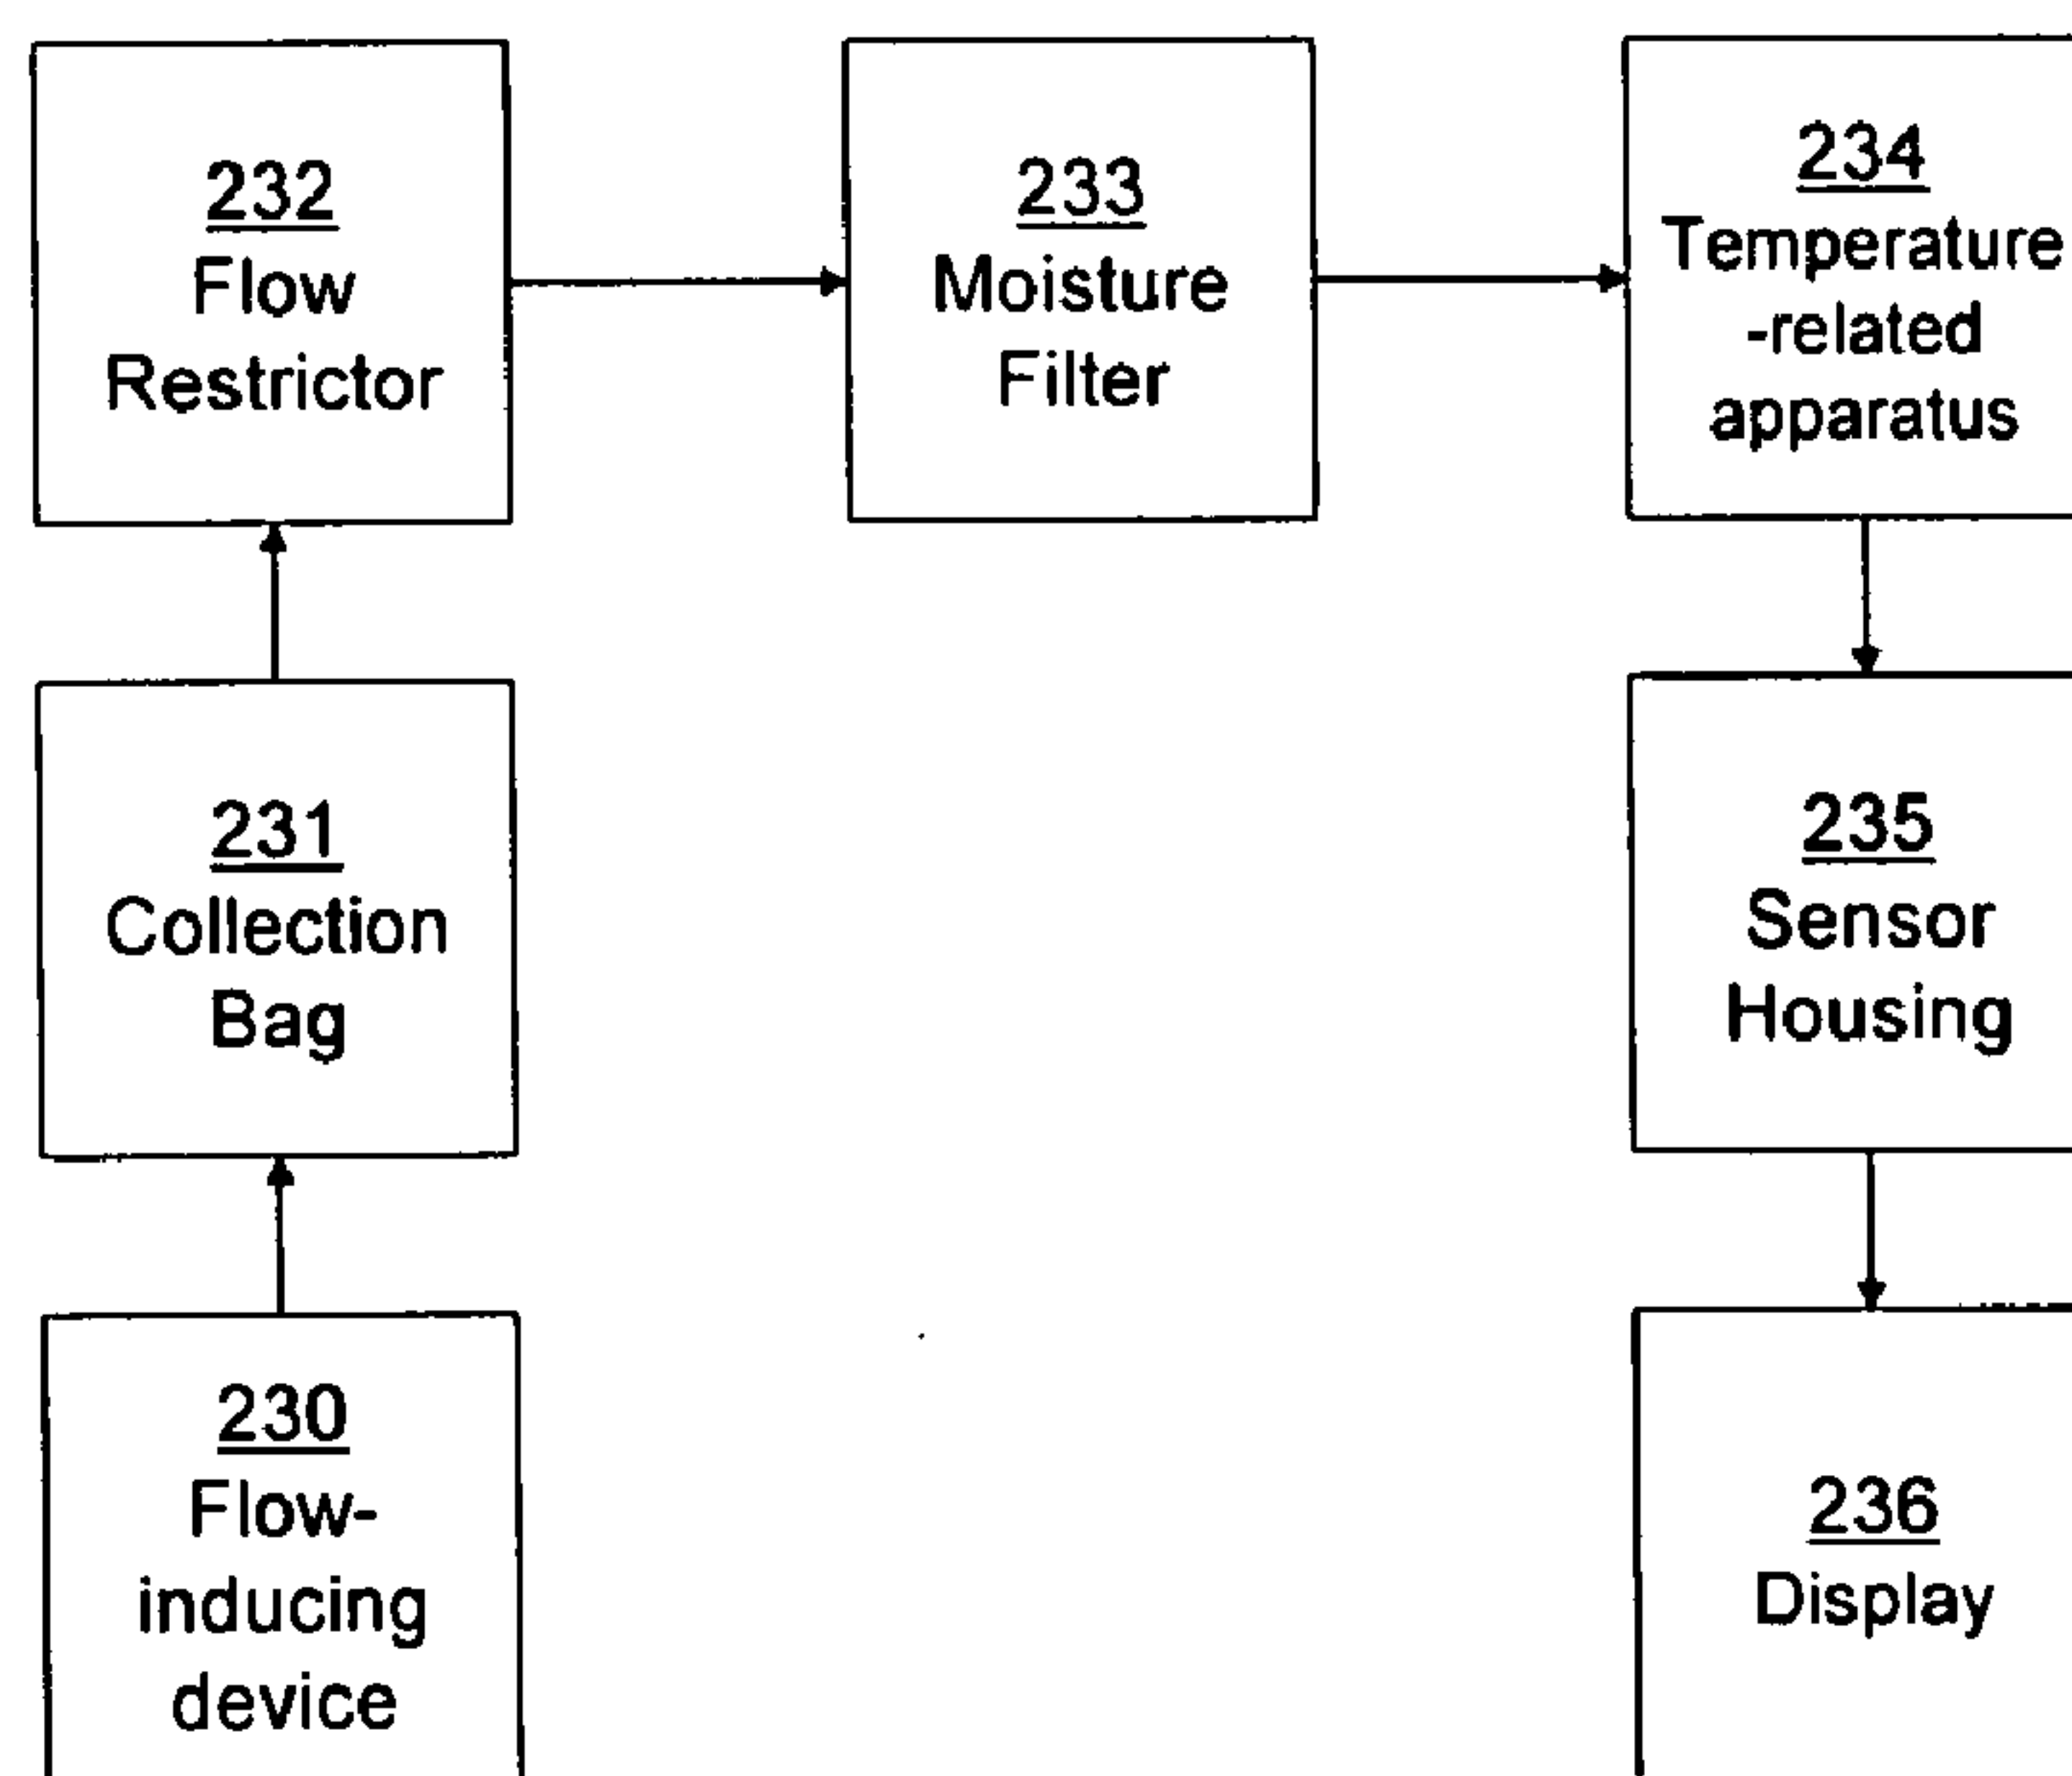 232
Flow
Restrictor
233
Moisture
Filter
234
Temperature
-related
apparatus
231
Collection
Bag
235
Sensor
Housing
230
Flow-
inducing
device
236
Display